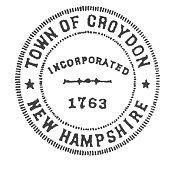 TOWN OF CROYDON
INCORPORATED
1763
NEW HAMPSHIRE